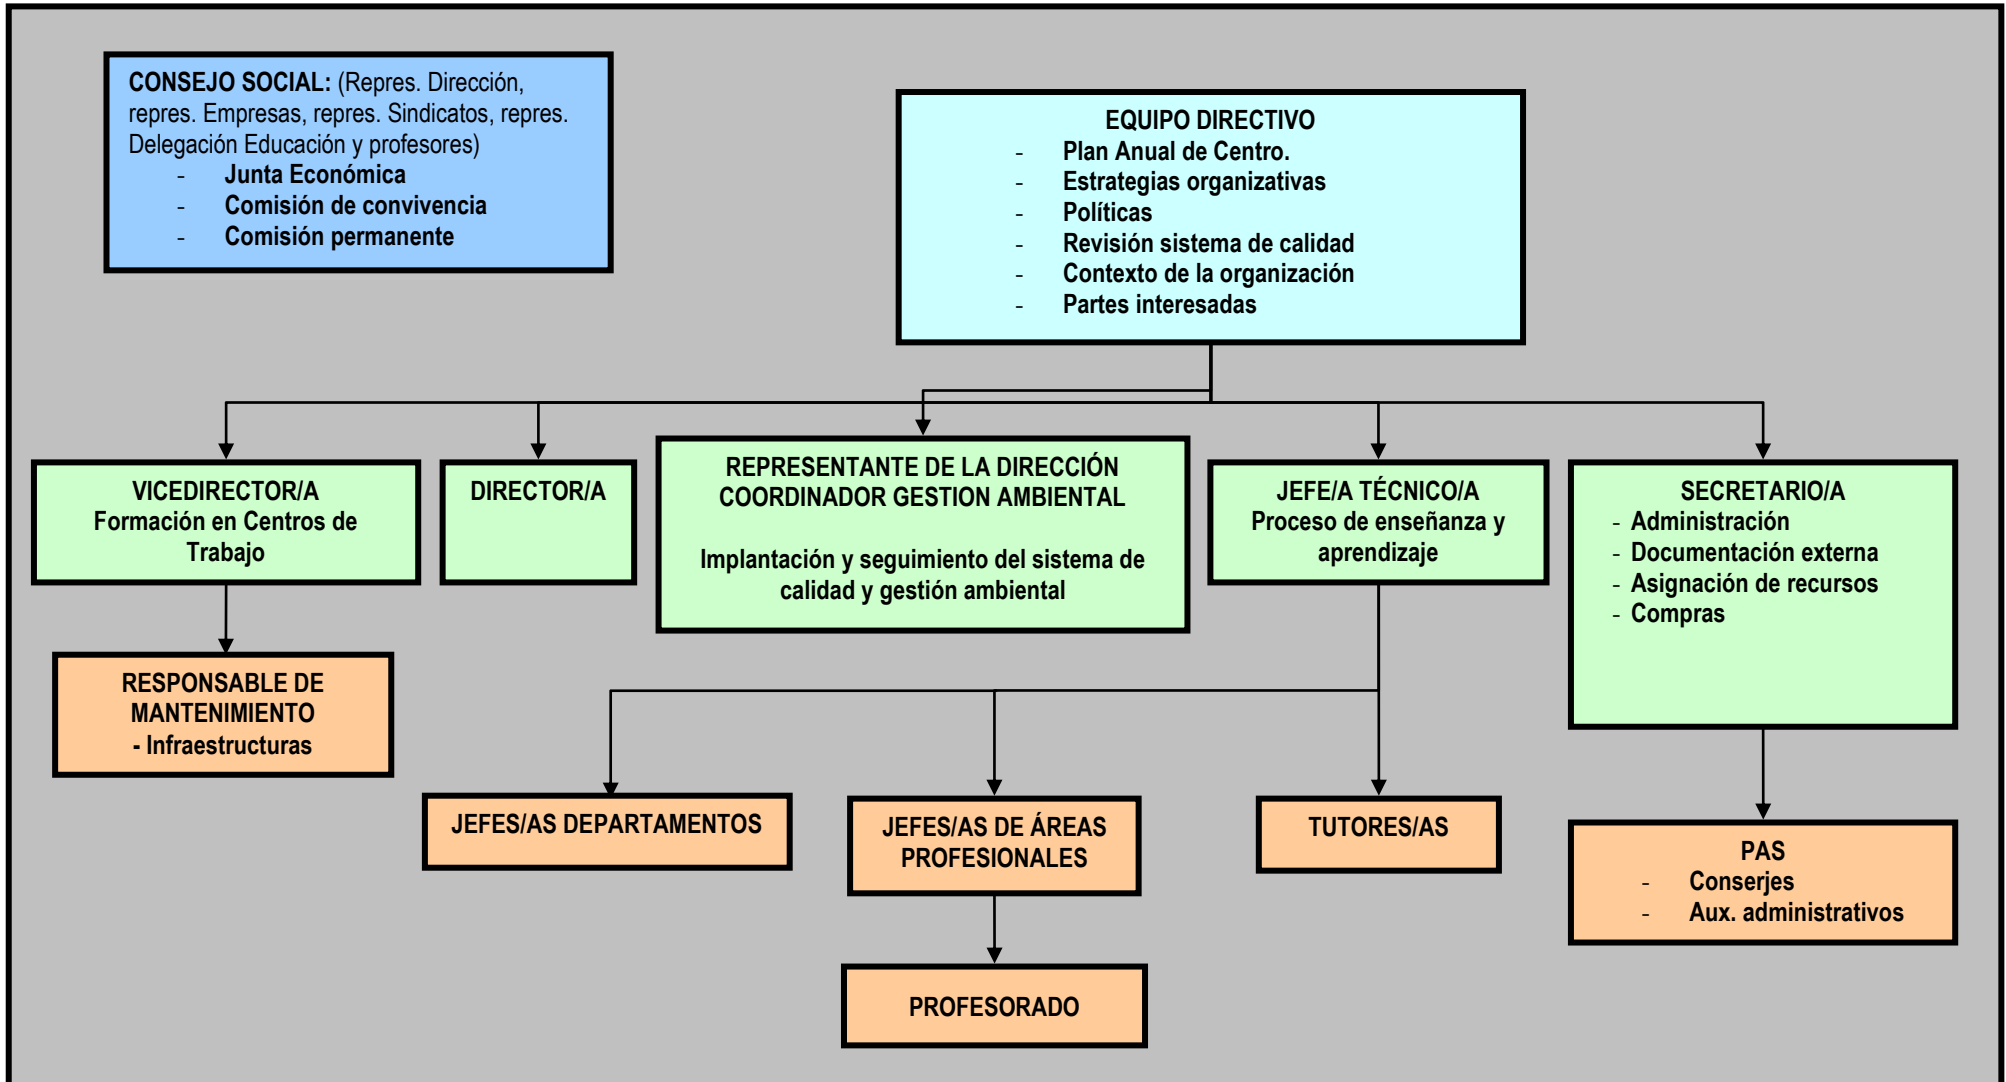 CONSEJO SOCIAL: (Repres. Dirección,
repres. Empresas, repres. Sindicatos, repres.
Delegación Educación y profesores)
- Junta Económica
- Comisión de convivencia
- Comisión permanente
EQUIPO DIRECTIVO
- Plan Anual de Centro.
- Estrategias organizativas
- Políticas
- Revisión sistema de calidad
- Contexto de la organización
- Partes interesadas
VICEDIRECTOR/A
Formación en Centros de
Trabajo
DIRECTOR/A
REPRESENTANTE DE LA DIRECCIÓN
COORDINADOR GESTION AMBIENTAL
Implantación y seguimiento del sistema de
calidad y gestión ambiental
JEFE/A TÉCNICO/A
Proceso de enseñanza y
aprendizaje
SECRETARIO/A
- Administración
- Documentación externa
- Asignación de recursos
- Compras
RESPONSABLE DE
MANTENIMIENTO
- Infraestructuras
JEFES/AS DEPARTAMENTOS
JEFES/AS DE ÁREAS
PROFESIONALES
TUTORES/AS
PAS
- Conserjes
- Aux. administrativos
PROFESORADO